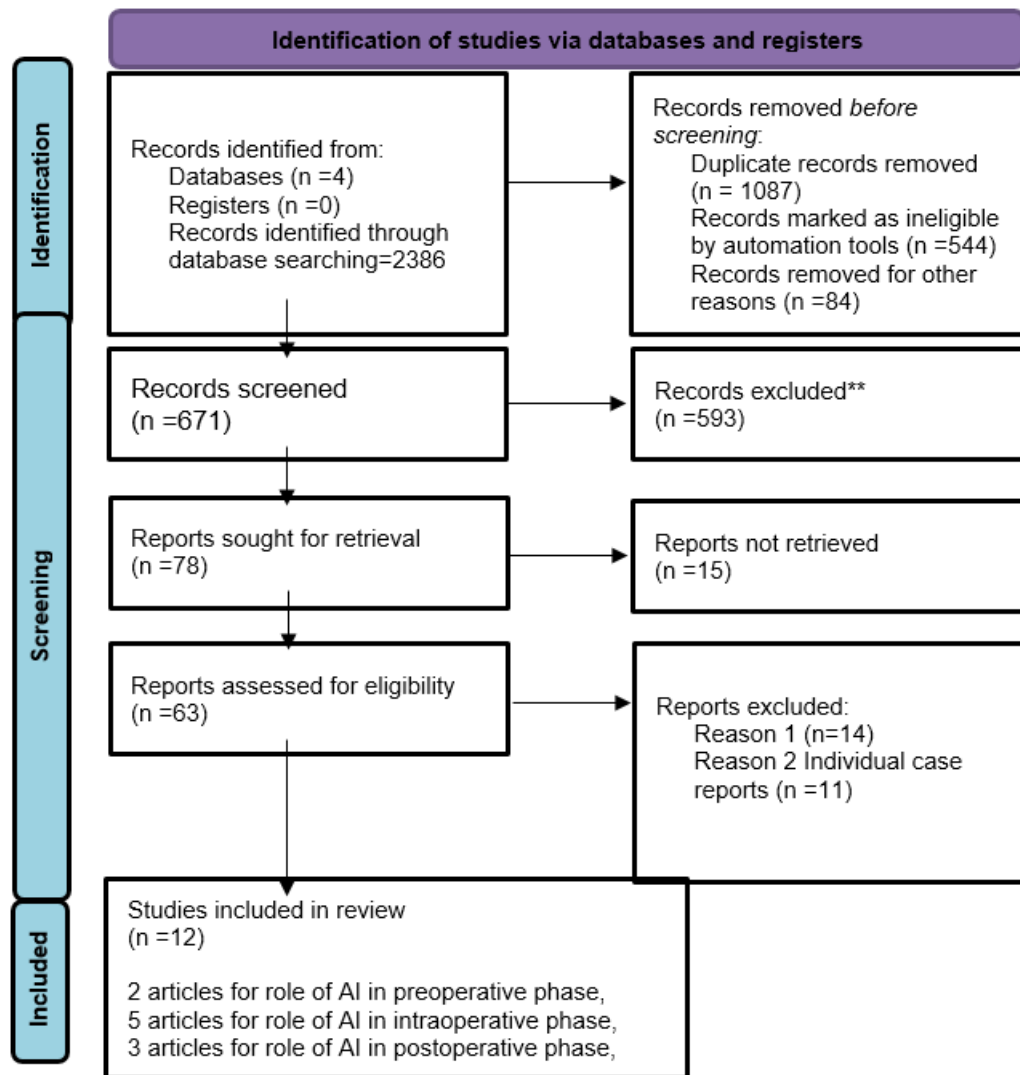 Identification of studies via databases and registers
Identification
Records identified from:
Databases (n =4)
Registers (n =0)
Records identified through
database searching=2386
Records removed before
screening:
Duplicate records removed
(n = 1087)
Records marked as ineligible
by automation tools (n =544)
Records removed for other
reasons (n =84)
Screening
Records screened
(n =671)
Records excluded**
(n =593)
Reports sought for retrieval
(n =78)
Reports not retrieved
(n =15)
Reports assessed for eligibility
(n =63)
Reports excluded:
Reason 1 (n=14)
Reason 2 Individual case
reports (n =11)
Included
Studies included in review
(n =12)
2 articles for role of AI in preoperative phase,
5 articles for role of AI in intraoperative phase,
3 articles for role of AI in postoperative phase,